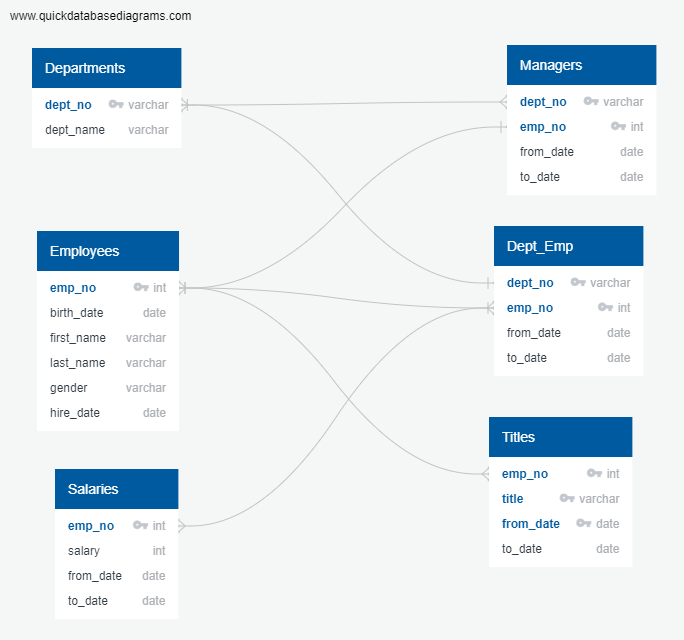 www.quickdatabasediagrams.com
Departments
dept_no varchar
dept_name varchar
Managers
dept_no varchar
emp_no int
from_date date
to_date date
Employees
emp_no int
birth_date date
first_name varchar
last_name varchar
gender varchar
hire_date date
Dept_Emp
dept_no varchar
emp_no int
from_date date
to_date date
Salaries
emp_no int
salary int
from_date date
to_date date
Titles
emp_no int
title varchar
from_date date
to_date date